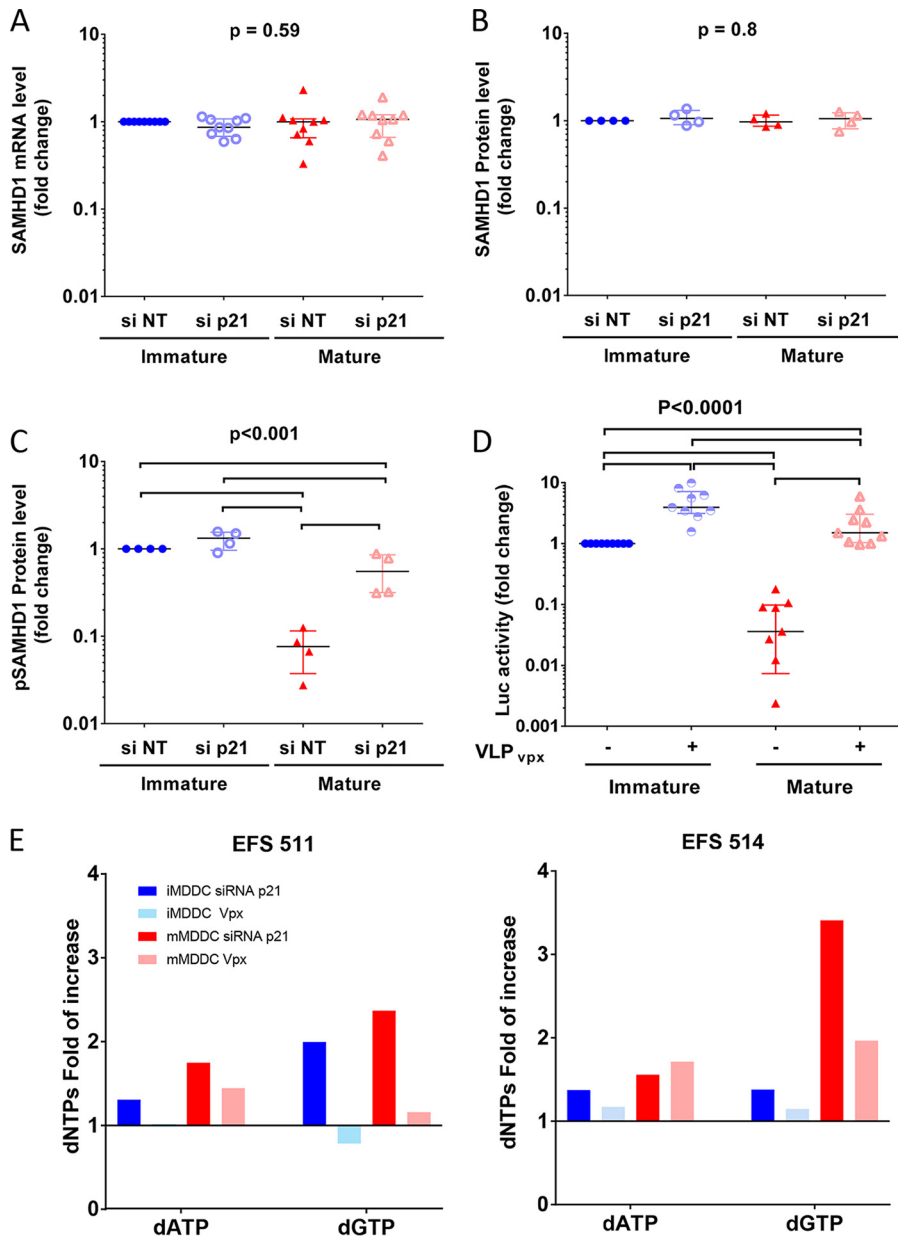 A
p = 0.59
SAMHD1 mRNA level
(fold change)
10
1
0.1
0.01
si NT
si p21
si NT
si p21
Immature
Mature
B
p = 0.8
SAMHD1 Protein level
(fold change)
10
1
0.1
0.01
si NT
si p21
si NT
si p21
Immature
Mature
C
p<0.001
pSAMHD1 Protein level
(fold change)
10
1
0.1
0.01
si NT
si p21
si NT
si p21
Immature
Mature
D
P<0.0001
Luc activity (fold change)
10
1
0.1
0.01
0.001
VLP vpx
-
+
-
+
Immature
Mature
E
EFS 511
dNTPs Fold of increase
4
3
2
1
0
iMDDC siRNA p21
iMDDC Vpx
mMDDC siRNA p21
mMDDC Vpx
dATP
dGTP
EFS 514
dNTPs Fold of increase
4
3
2
1
0
dATP
dGTP